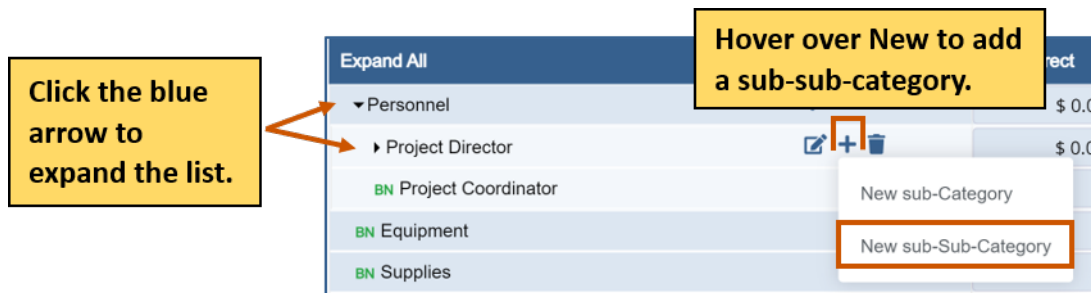 Hover over New to add
a sub-sub-category.
Click the blue
arrow to
expand the list.
Expand All
rect
Personnel
$ 0.0
Project Director
$ 0.0
BN Project Coordinator
New sub-Category
BN Equipment
New sub-Sub-Category
BN Supplies